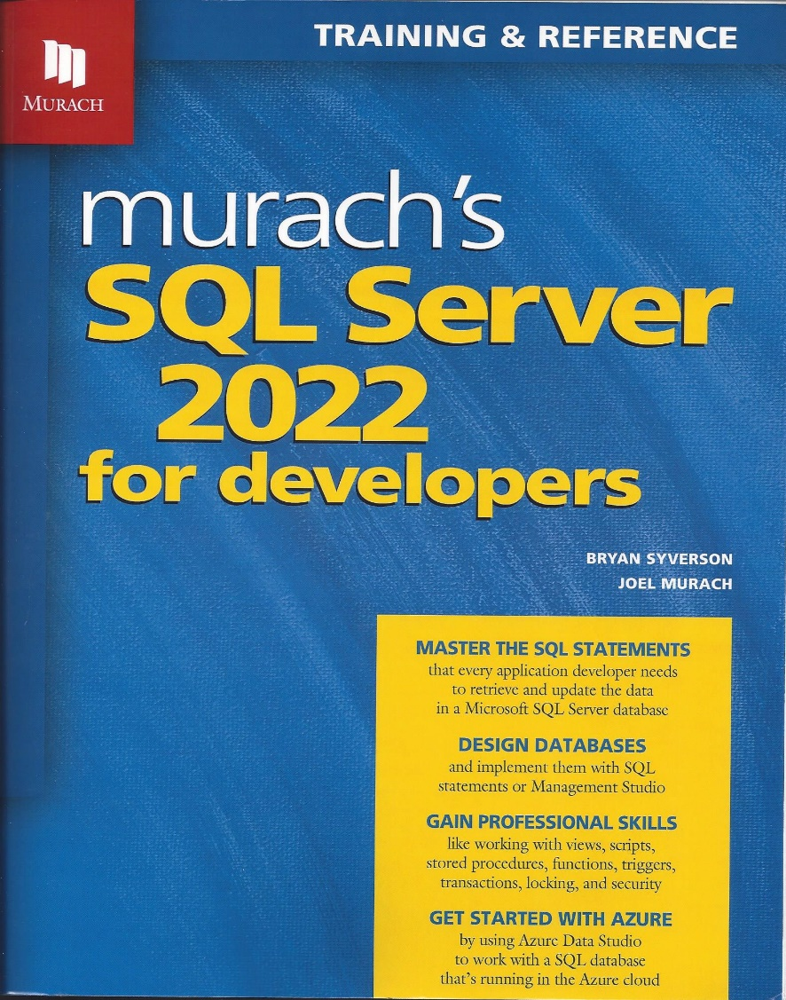 TRAINING & REFERENCE
MURACH
murach's
SQL Server
2022
for developers
BRYAN SYVERSON
JOEL MURACH
MASTER THE SQL STATEMENTS
that every application developer needs
to retrieve and update the data
in a Microsoft SQL Server database
DESIGN DATABASES
and implement them with SQL
statements or Management Studio
GAIN PROFESSIONAL SKILLS
like working with views, scripts,
stored procedures, functions, triggers,
transactions, locking, and security
GET STARTED WITH AZURE
by using Azure Data Studio
to work with a SQL database
that's running in the Azure cloud